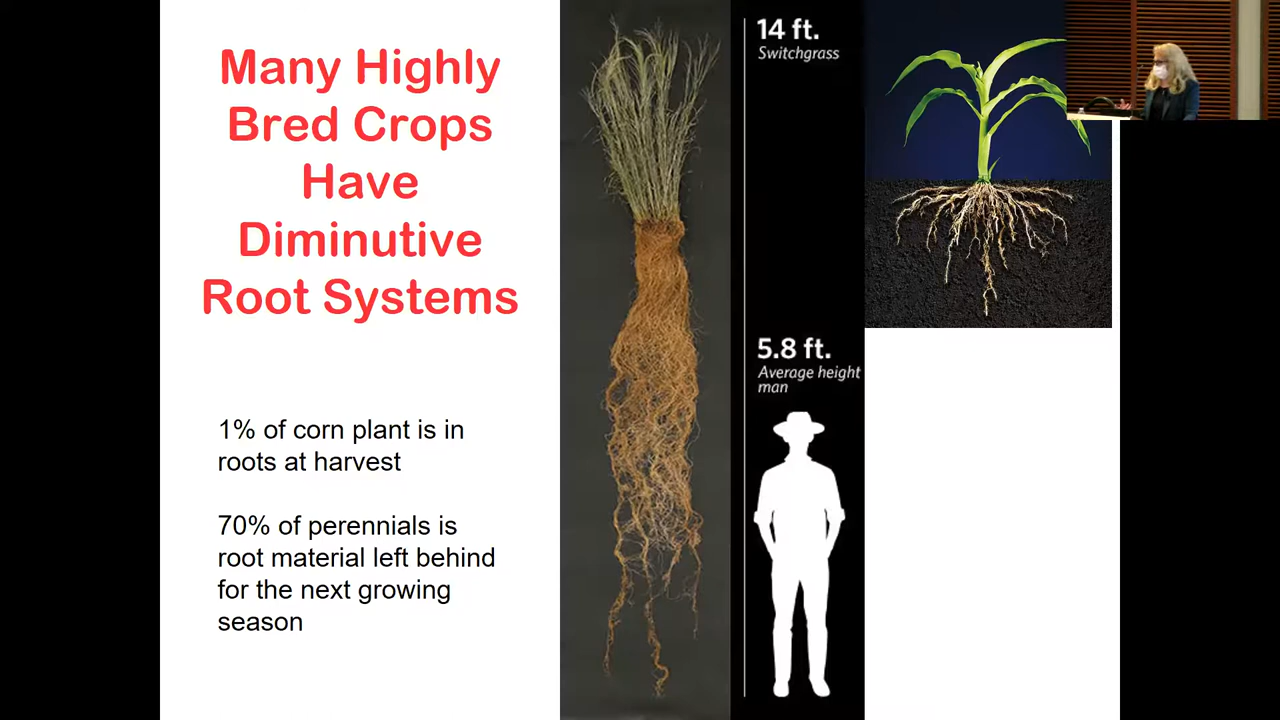 Many Highly
Bred Crops
Have
Diminutive
Root Systems
1% of corn plant is in
roots at harvest
70% of perennials is
root material left behind
for the next growing
season
14 ft.
Switchgrass
5.8 ft.
Average height
man